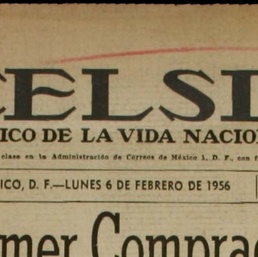 CELSI
ICO DE LA VIDA NACION
clase en la Administración de Correos de México 1, D. F., con f
ICO, D. F.—LUNES 6 DE FEBRERO DE 1956
mer Comprad